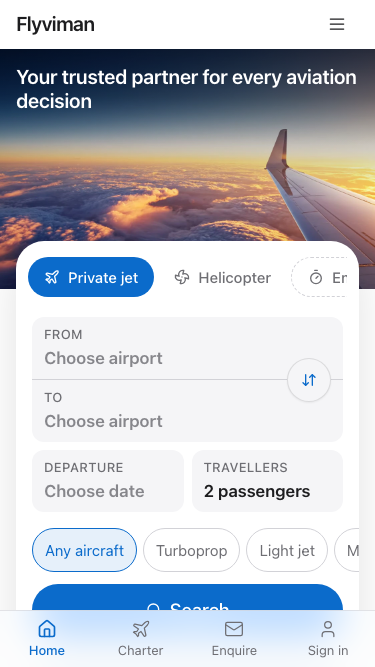 Flyviman
Your trusted partner for every aviation
decision
Private jet
Helicopter
FROM
Choose airport
TO
Choose airport
DEPARTURE
Choose date
TRAVELLERS
2 passengers
Any aircraft
Turboprop
Light jet
Search
Home
Charter
Enquire
Sign in